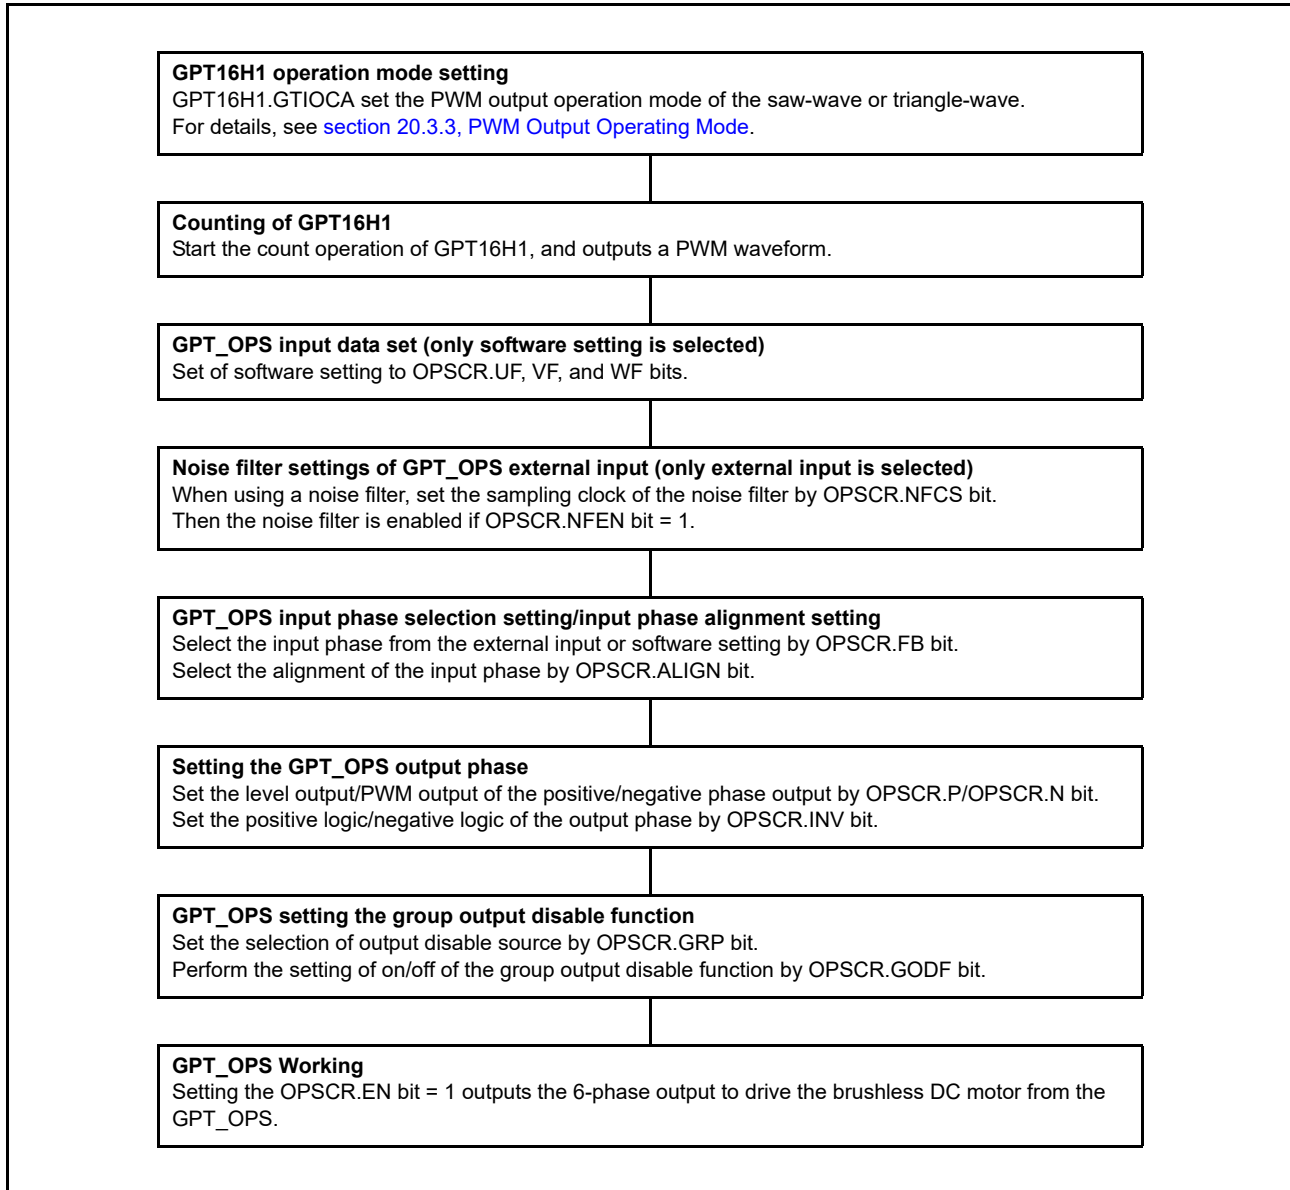 GPT16H1 operation mode setting
GPT16H1.GTIOCA set the PWM output operation mode of the saw-wave or triangle-wave.
For details, see section 20.3.3, PWM Output Operating Mode.
Counting of GPT16H1
Start the count operation of GPT16H1, and outputs a PWM waveform.
GPT_OPS input data set (only software setting is selected)
Set of software setting to OPSCR.UF, VF, and WF bits.
Noise filter settings of GPT_OPS external input (only external input is selected)
When using a noise filter, set the sampling clock of the noise filter by OPSCR.NFCS bit.
Then the noise filter is enabled if OPSCR.NFEN bit = 1.
GPT_OPS input phase selection setting/input phase alignment setting
Select the input phase from the external input or software setting by OPSCR.FB bit.
Select the alignment of the input phase by OPSCR.ALIGN bit.
Setting the GPT_OPS output phase
Set the level output/PWM output of the positive/negative phase output by OPSCR.P/OPSCR.N bit.
Set the positive logic/negative logic of the output phase by OPSCR.INV bit.
GPT_OPS setting the group output disable function
Set the selection of output disable source by OPSCR.GRP bit.
Perform the setting of on/off of the group output disable function by OPSCR.GODF bit.
GPT_OPS Working
Setting the OPSCR.EN bit = 1 outputs the 6-phase output to drive the brushless DC motor from the
GPT_OPS.